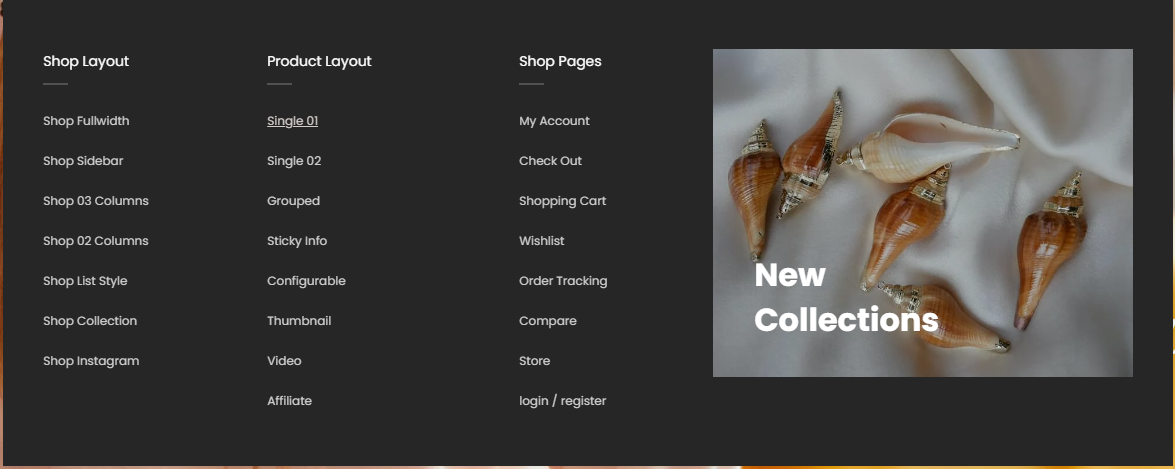 Shop Layout
Shop Fullwidth
Shop Sidebar
Shop 03 Columns
Shop 02 Columns
Shop List Style
Shop Collection
Shop Instagram
Product Layout
Single 01
Single 02
Grouped
Sticky Info
Configurable
Thumbnail
Video
Affiliate
Shop Pages
My Account
Check Out
Shopping Cart
Wishlist
Order Tracking
Compare
Store
login / register
New
Collections